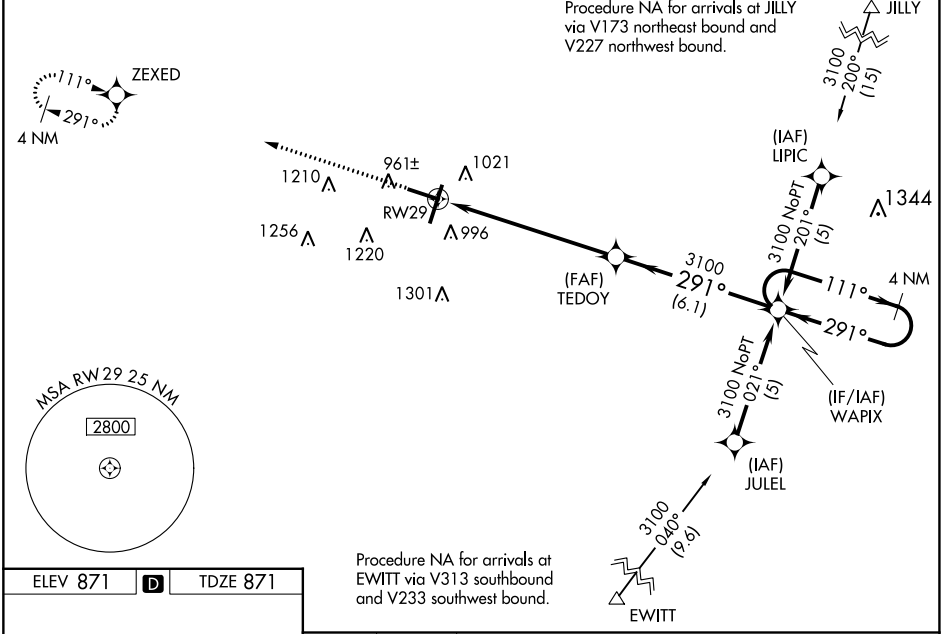 Procedure NA for arrivals at JILLY
via V173 northeast bound and
V227 northwest bound.
JILLY
3100
200°
(15)
ZEXED
111°
291°
4 NM
(IAF)
LIPIC
961±
1021
1210
RW29
1344
3100 NoPT
201°
(5)
1256
1220
996
1301
(FAF)
TEDOY
3100
291°
(6.1)
111°
4 NM
291°
3100 NoPT
021°
(5)
(IF/IAF)
WAPIX
MSA RW29 25 NM
2800
(IAF)
JULEL
3100
040°
(9.6)
Procedure NA for arrivals at
EWITT via V313 southbound
and V233 southwest bound.
EWITT
ELEV 871 D TDZE 871